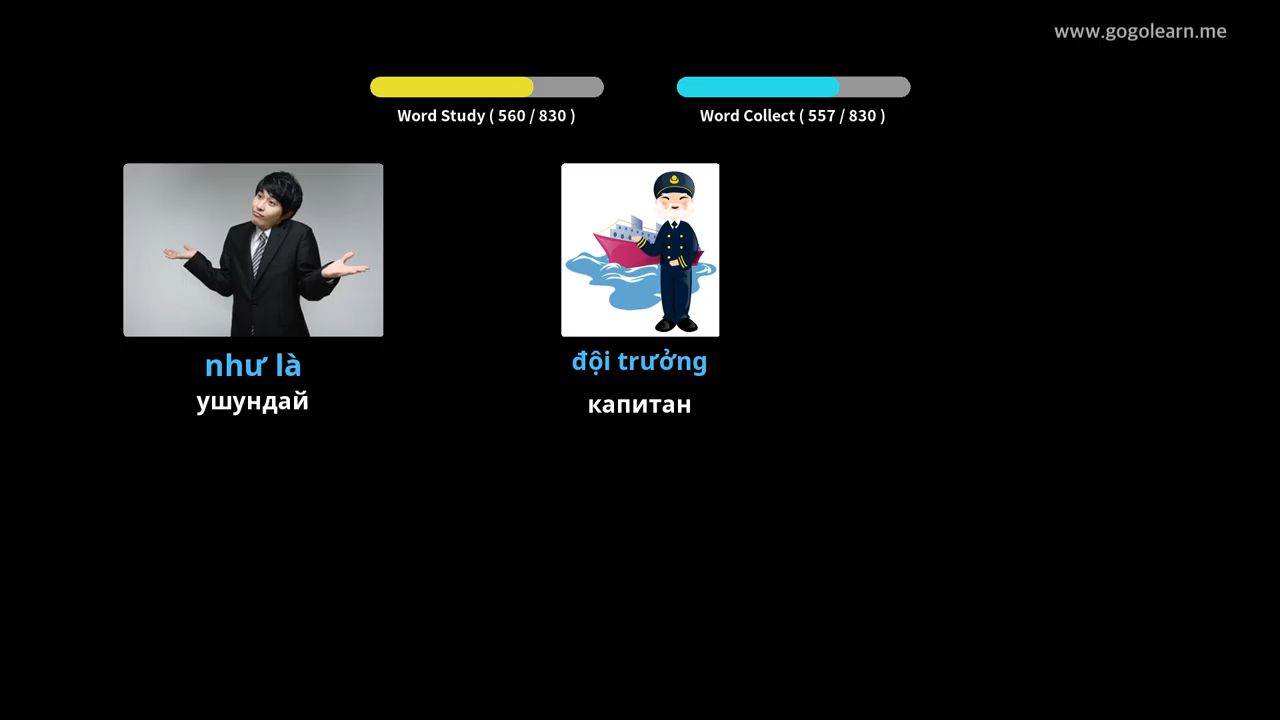 www.gogolearn.me
Word Study ( 560 / 830 )
Word Collect ( 557 / 830 )
như là
ушундай
đội trưởng
капитан